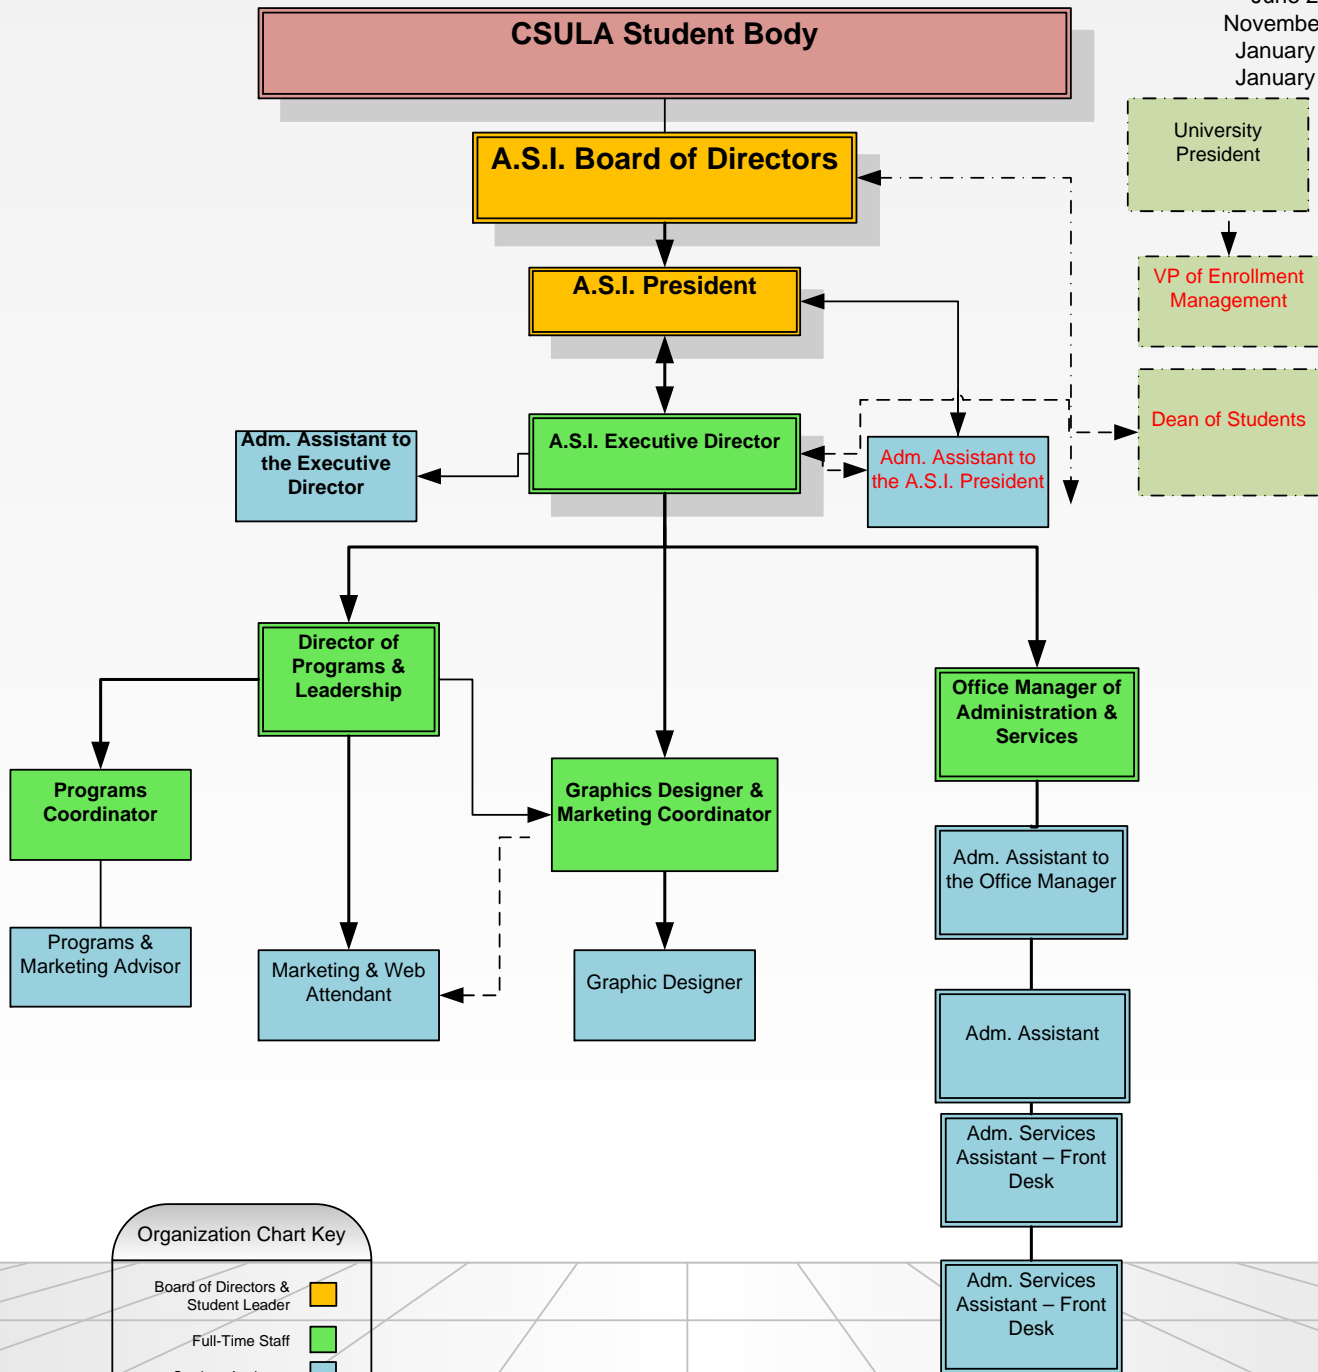 June
CSULA Student Body
January
January
University
President
A.S.I. Board of Directors
VP of Enrollment
Management
A.S.I. President
Dean of Students
Adm. Assistant to
the Executive
Director
A.S.I. Executive Director
Adm. Assistant to
the A.S.I. President
Director of
Programs &
Leadership
Office Manager of
Administration &
Services
Programs
Coordinator
Graphics Designer &
Marketing Coordinator
Adm. Assistant to
the Office Manager
Programs &
Marketing Advisor
Marketing & Web
Attendant
Graphic Designer
Adm. Assistant
Adm. Services
Assistant – Front
Desk
Adm. Services
Assistant – Front
Desk
Organization Chart Key
Board of Directors &
Student Leader
Full-Time Staff